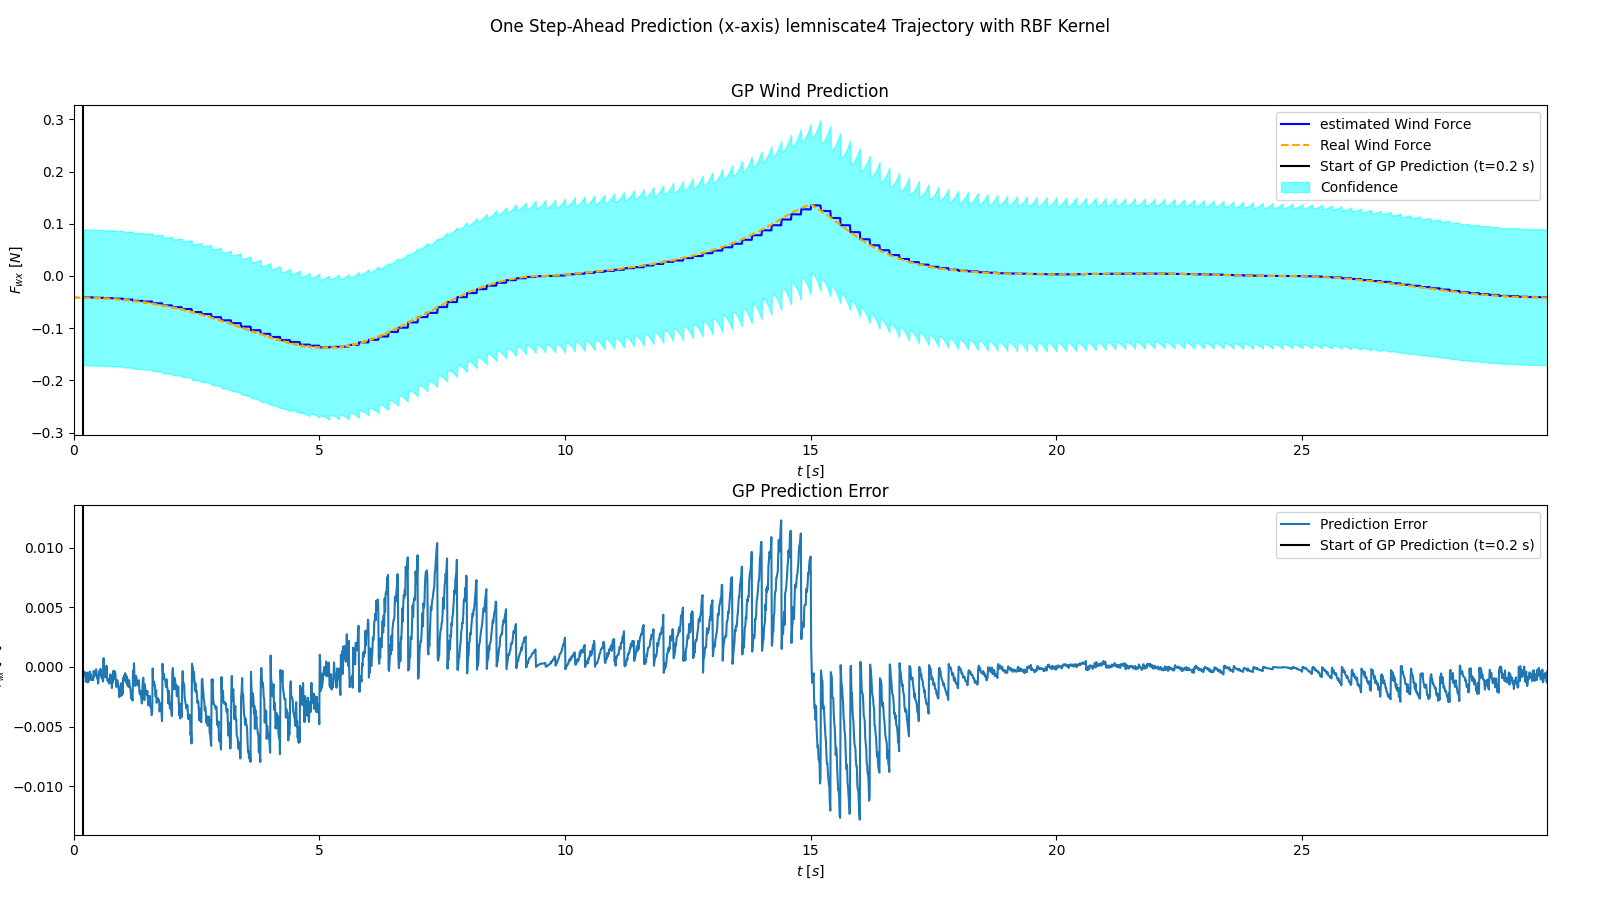 One Step-Ahead Prediction (x-axis) lemniscate4 Trajectory with RBF Kernel
GP Wind Prediction
0.3
0.2
0.1
0.0
−0.1
−0.2
−0.3
F_wx [N]
estimated Wind Force
Real Wind Force
Start of GP Prediction (t=0.2 s)
Confidence
0 5 10 15 20 25
t [s]
GP Prediction Error
0.010
0.005
0.000
−0.005
−0.010
Prediction Error
Start of GP Prediction (t=0.2 s)
0 5 10 15 20 25
t [s]